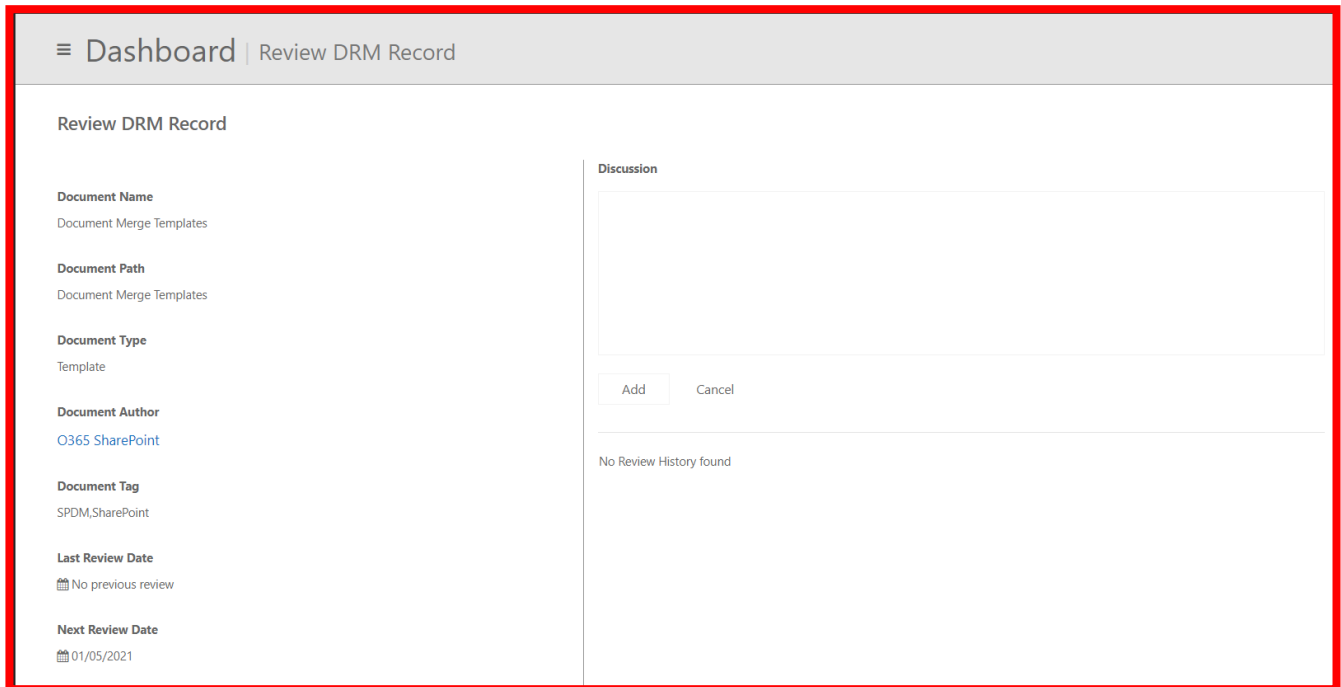 ≡ Dashboard | Review DRM Record
Review DRM Record
Document Name
Document Merge Templates
Document Path
Document Merge Templates
Document Type
Template
Document Author
O365 SharePoint
Document Tag
SPDM,SharePoint
Last Review Date
No previous review
Next Review Date
01/05/2021
Discussion
Add Cancel
No Review History found